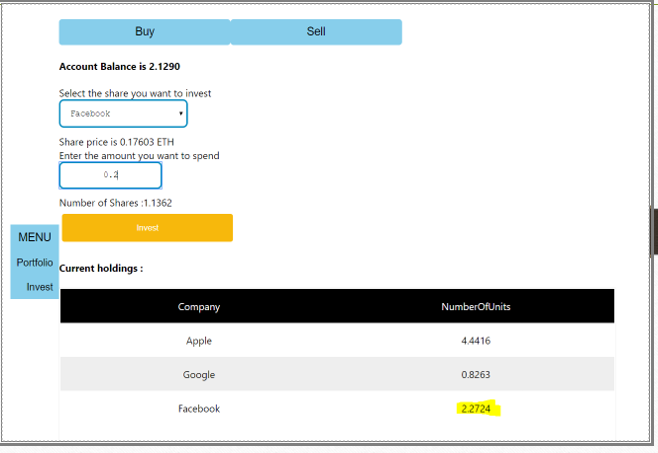 Buy Sell
Account Balance is 2.1290
Select the share you want to invest
Facebook
Share price is 0.17603 ETH
Enter the amount you want to spend
0.2
Number of Shares :1.1362
Invest
MENU
Portfolio
Invest
Current holdings :
Company NumberOfUnits
Apple 4.4416
Google 0.8263
Facebook 2.2724